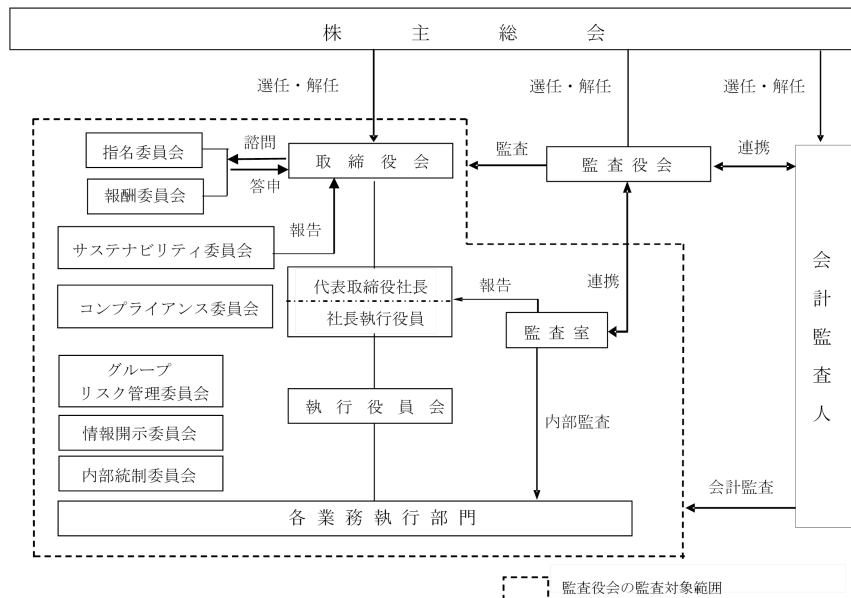 株主総会
選任・解任
選任・解任
選任・解任
指名委員会
諮問
取締役会
監査
監査役会
連携
報酬委員会
答申
サステナビリティ委員会
報告
コンプライアンス委員会
代表取締役社長
社長執行役員
報告
監査室
連携
会計監査人
グループ
リスク管理委員会
執行役員会
内部監査
情報開示委員会
内部統制委員会
会計監査
各業務執行部門
監査役会の監査対象範囲